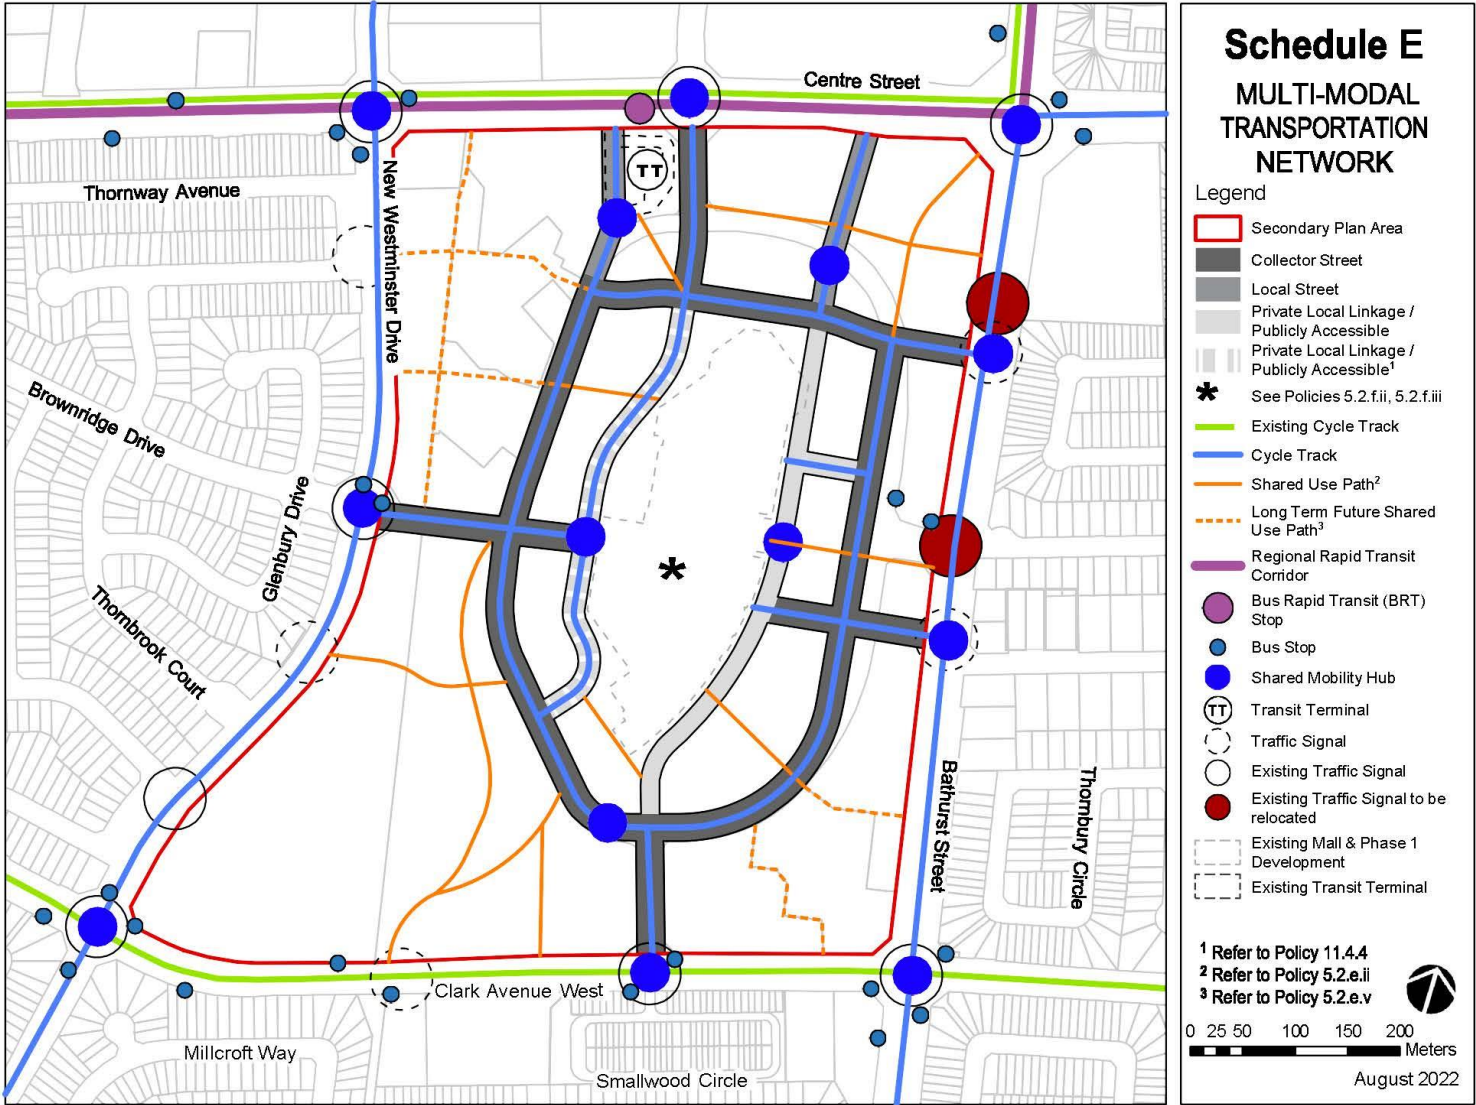 Centre Street
TT
Thornway Avenue
New Westminster Drive
Brownridge Drive
Glenbury Drive
Thornbrook Court
*
Bathurst Street
Thornbury Circle
Clark Avenue West
Millcroft Way
Smallwood Circle
Schedule E
MULTI-MODAL
TRANSPORTATION
NETWORK
Legend
Secondary Plan Area
Collector Street
Local Street
Private Local Linkage /
Publicly Accessible
Private Local Linkage /
Publicly Accessible¹
* See Policies 5.2.f.ii, 5.2.f.iii
Existing Cycle Track
Cycle Track
Shared Use Path²
Long Term Future Shared
Use Path³
Regional Rapid Transit
Corridor
Bus Rapid Transit (BRT)
Stop
Bus Stop
Shared Mobility Hub
TT Transit Terminal
Traffic Signal
Existing Traffic Signal
Existing Traffic Signal to be
relocated
Existing Mall & Phase 1
Development
Existing Transit Terminal
¹ Refer to Policy 11.4.4
² Refer to Policy 5.2.e.ii
³ Refer to Policy 5.2.e.v
0 25 50 100 150 200
Meters
August 2022